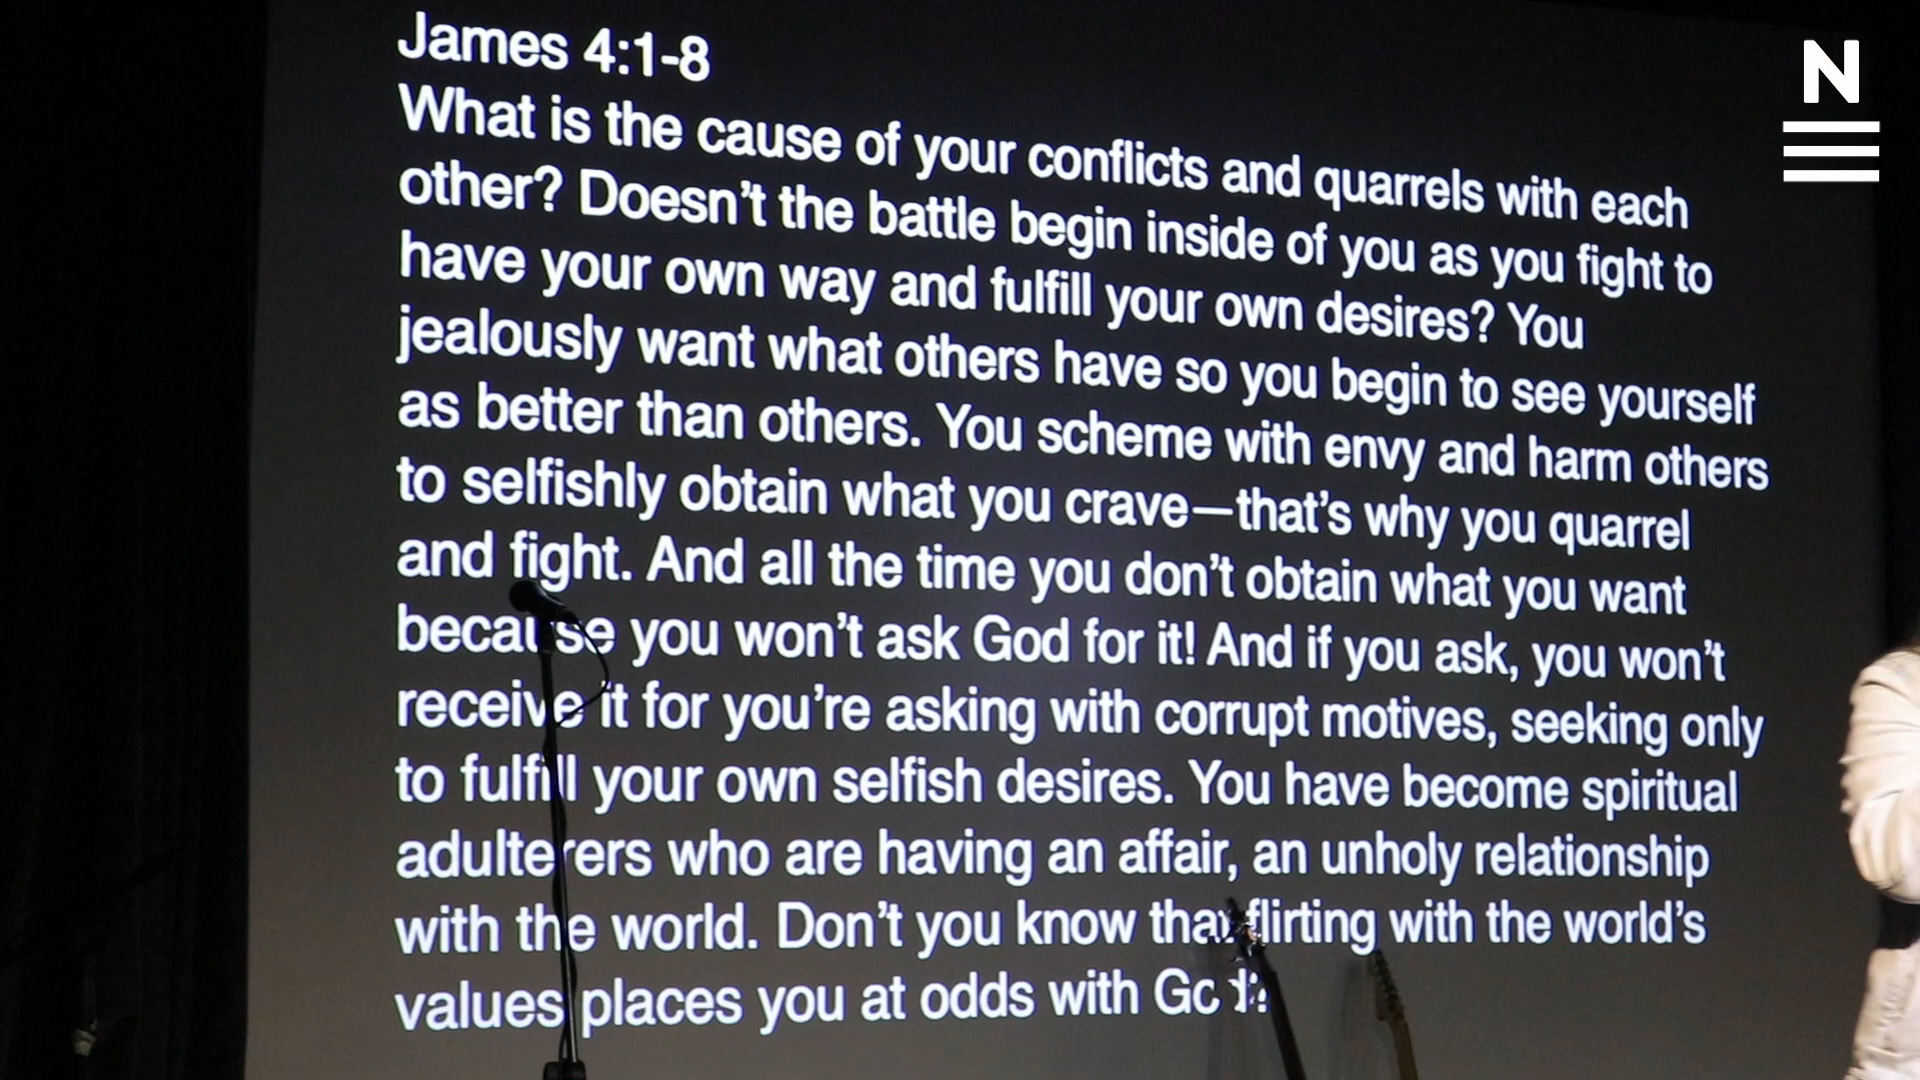 N
James 4:1-8
What is the cause of your conflicts and quarrels with each
other? Doesn’t the battle begin inside of you as you fight to
have your own way and fulfill your own desires? You
jealously want what others have so you begin to see yourself
as better than others. You scheme with envy and harm others
to selfishly obtain what you crave—that’s why you quarrel
and fight. And all the time you don’t obtain what you want
because you won’t ask God for it! And if you ask, you won’t
receive it for you’re asking with corrupt motives, seeking only
to fulfill your own selfish desires. You have become spiritual
adulterers who are having an affair, an unholy relationship
with the world. Don’t you know that flirting with the world’s
values places you at odds with God?